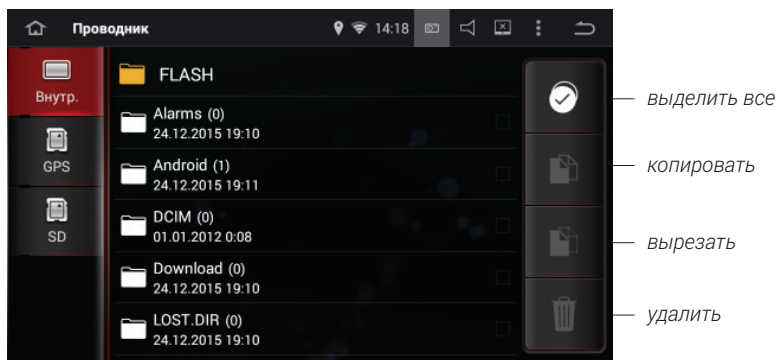 Проводник
14:18
Внутр.
GPS
SD
FLASH
Alarms (0)
24.12.2015 19:10
Android (1)
24.12.2015 19:11
DCIM (0)
01.01.2012 0:08
Download (0)
24.12.2015 19:10
LOST.DIR (0)
24.12.2015 19:10
выделить все
копировать
вырезать
удалить